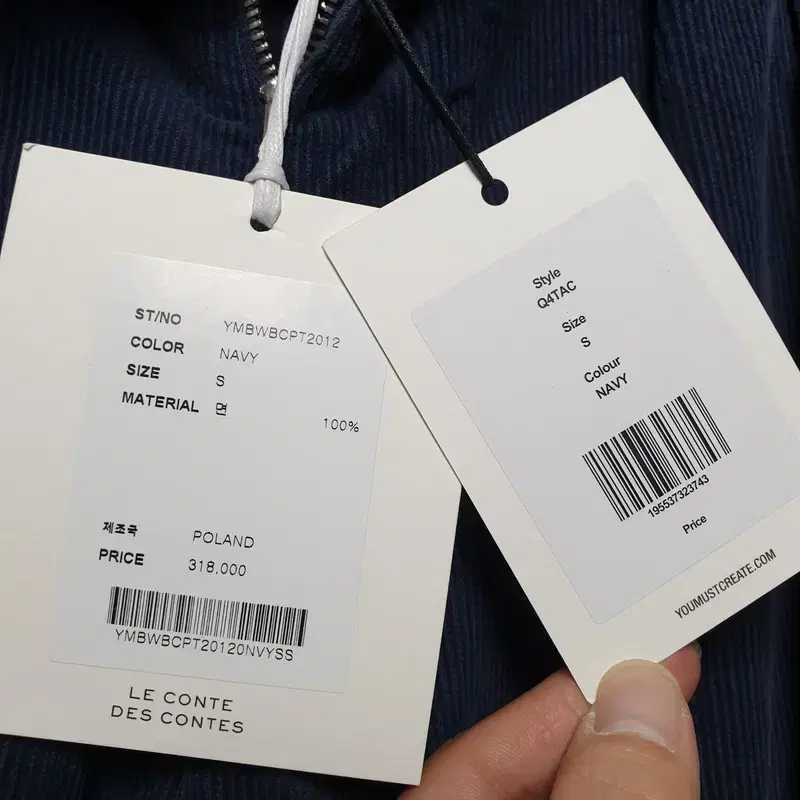 ST/NO YMBWBCPT2012
COLOR NAVY
SIZE S
MATERIAL 면 100%
제조국 POLAND
PRICE 318,000
YMBWBCPT20120NVYSS
LE CONTE
DES CONTES
Style
Q4TAC
Size
S
Colour
NAVY
195537323743
Price
YOUMUSTCREATE.COM